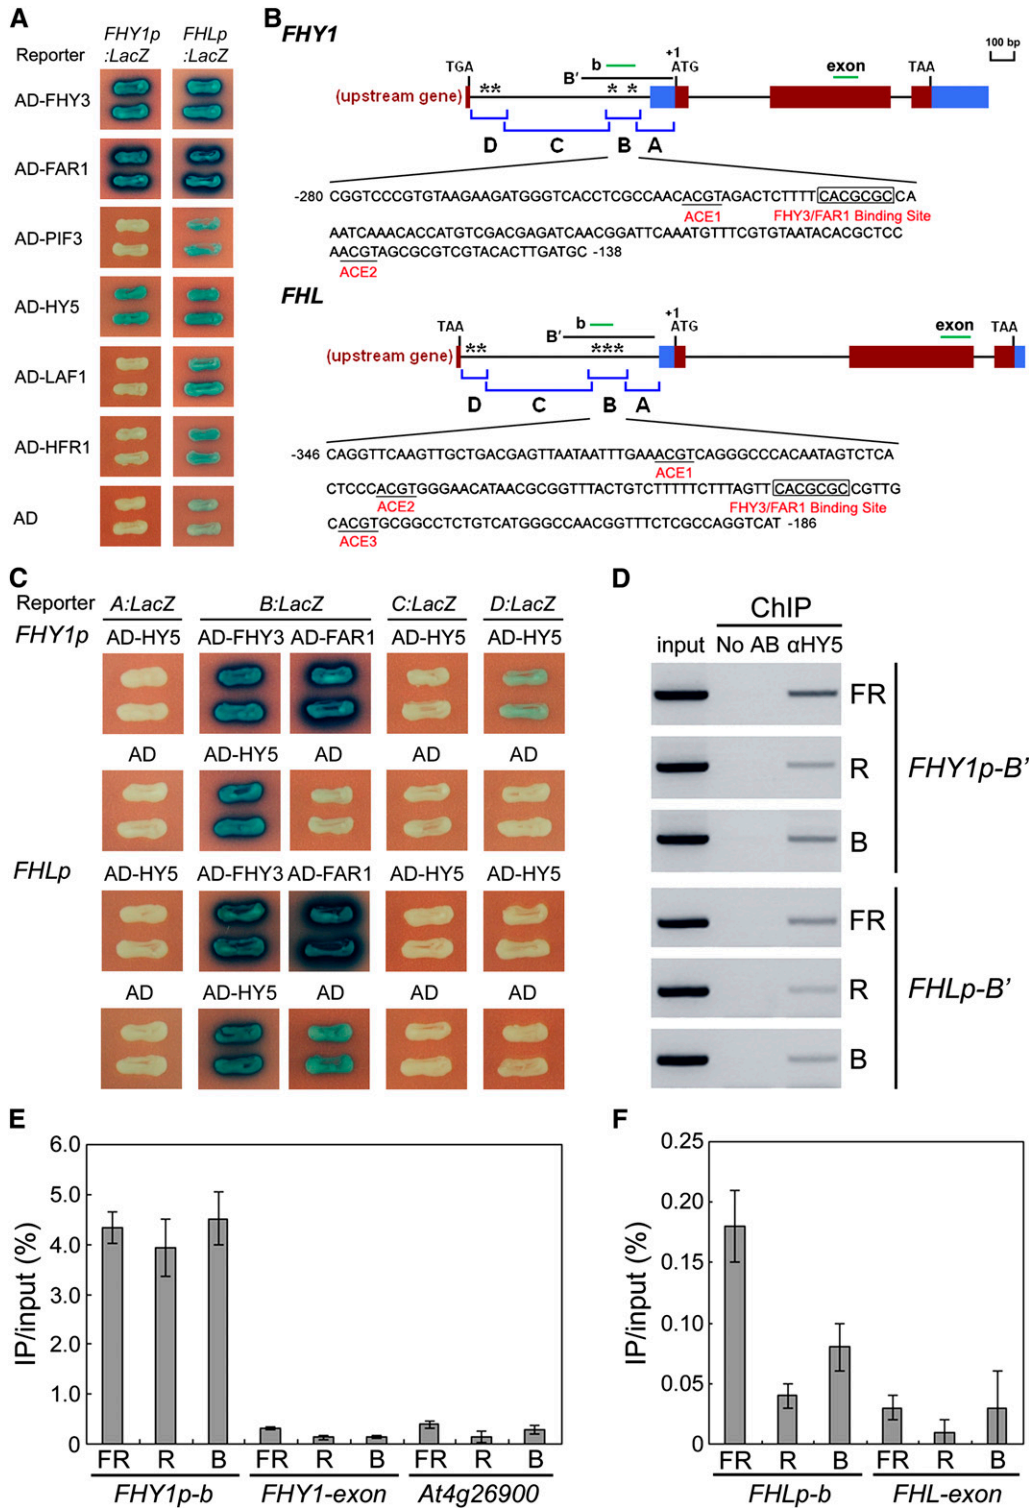 A
Reporter
FHY1p :LacZ
FHLp :LacZ
AD-FHY3
AD-FAR1
AD-PIF3
AD-HY5
AD-LAF1
AD-HFR1
AD
B
FHY1
100 bp
TGA
B'
b
+1
ATG
exon
TAA
(upstream gene)
** * *
D C B A
-280 CGGTCCCGTGTAAGAAGATGGGTCACCTCGCCAACACGTAGACTCTTTTCACGCGCCA
ACE1 FHY3/FAR1 Binding Site
AATCAAACACCATGTCGACGAGATCAACGGATTCAAATGTTTCGTGTAATACACGCTCC
AACGTAGCGCGTCGTACACTTGATGC -138
ACE2
FHL
TAA
B'
b
+1
ATG
exon
TAA
(upstream gene)
** ***
D C B A
-346 CAGGTTCAAGTTGCTGACGAGTTAATAATTTGAAACGTCAGGGCCCACAATAGTCTCA
ACE1
CTCCCACGTGGGAACATAACGCGGTTTACTGTCTTTTTCTTTAGTTCACGCGCCGTTG
ACE2 FHY3/FAR1 Binding Site
CACGTGCGGCCTCTGTCATGGGCCAACGGTTTCTCGCCAGGTCAT -186
ACE3
C
Reporter A:LacZ B:LacZ C:LacZ D:LacZ
FHY1p AD-HY5 AD-FHY3 AD-FAR1 AD-HY5 AD-HY5
AD AD-HY5 AD AD AD
FHLp AD-HY5 AD-FHY3 AD-FAR1 AD-HY5 AD-HY5
AD AD-HY5 AD AD AD
D
ChIP
input No AB αHY5
FR
R
B
FHY1p-B'
FR
R
B
FHLp-B'
E
IP/input (%)
6.0
5.0
4.0
3.0
2.0
1.0
0
FR R B FR R B FR R B
FHY1p-b FHY1-exon At4g26900
F
IP/input (%)
0.25
0.20
0.15
0.10
0.05
0
FR R B FR R B
FHLp-b FHL-exon